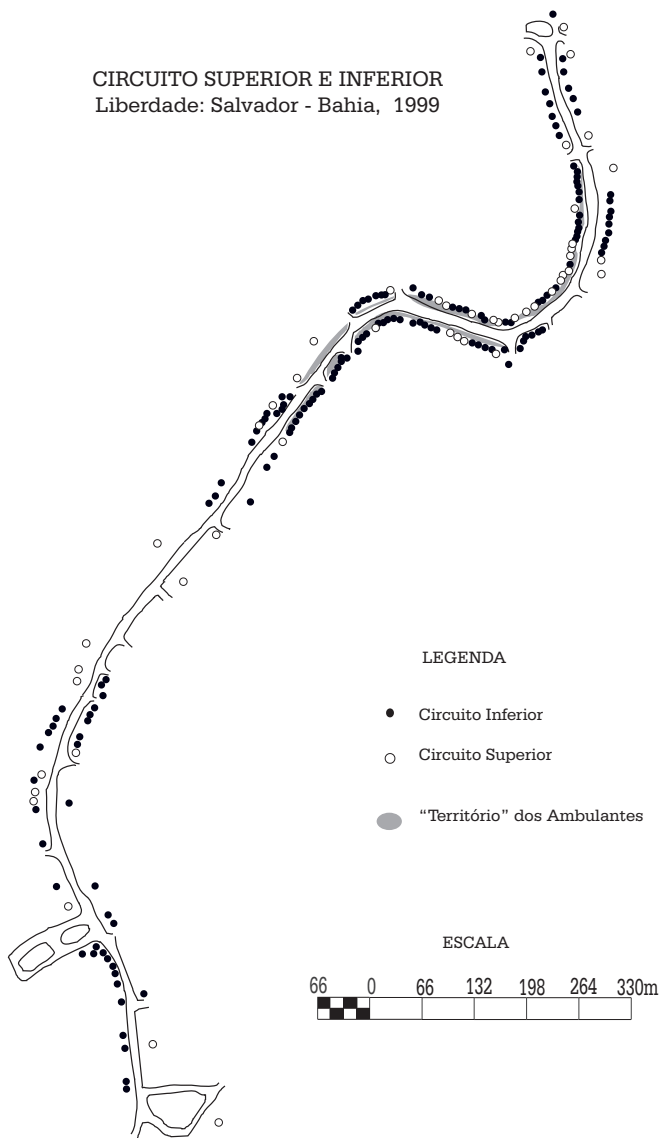 CIRCUITO SUPERIOR E INFERIOR
Liberdade: Salvador - Bahia, 1999
LEGENDA
Circuito Inferior
Circuito Superior
“Território” dos Ambulantes
ESCALA
66 0 66 132 198 264 330m